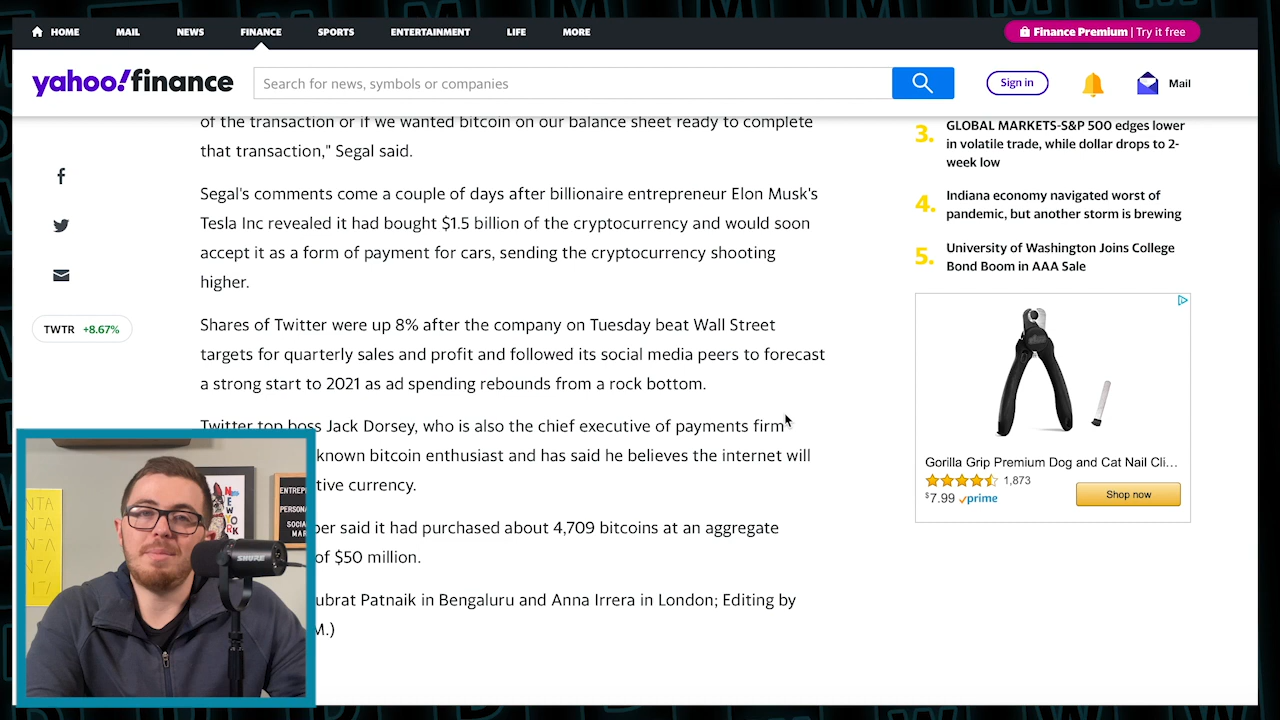 HOME MAIL NEWS FINANCE SPORTS ENTERTAINMENT LIFE MORE Finance Premium | Try it free
yahoo!finance Search for news, symbols or companies Sign in Mail
of the transaction or if we wanted bitcoin on our balance sheet ready to complete
that transaction," Segal said.
Segal's comments come a couple of days after billionaire entrepreneur Elon Musk's
Tesla Inc revealed it had bought $1.5 billion of the cryptocurrency and would soon
accept it as a form of payment for cars, sending the cryptocurrency shooting
higher.
TWTR +8.67%
Shares of Twitter were up 8% after the company on Tuesday beat Wall Street
targets for quarterly sales and profit and followed its social media peers to forecast
a strong start to 2021 as ad spending rebounds from a rock bottom.
Twitter top boss Jack Dorsey, who is also the chief executive of payments firm
known bitcoin enthusiast and has said he believes the internet will
tive currency.
ber said it had purchased about 4,709 bitcoins at an aggregate
of $50 million.
ubrat Patnaik in Bengaluru and Anna Irrera in London; Editing by
M.)
3. GLOBAL MARKETS-S&P 500 edges lower
in volatile trade, while dollar drops to 2-
week low
4. Indiana economy navigated worst of
pandemic, but another storm is brewing
5. University of Washington Joins College
Bond Boom in AAA Sale
Gorilla Grip Premium Dog and Cat Nail Cli...
1,873
$7.99 prime
Shop now
NEW
YORK
SHURE